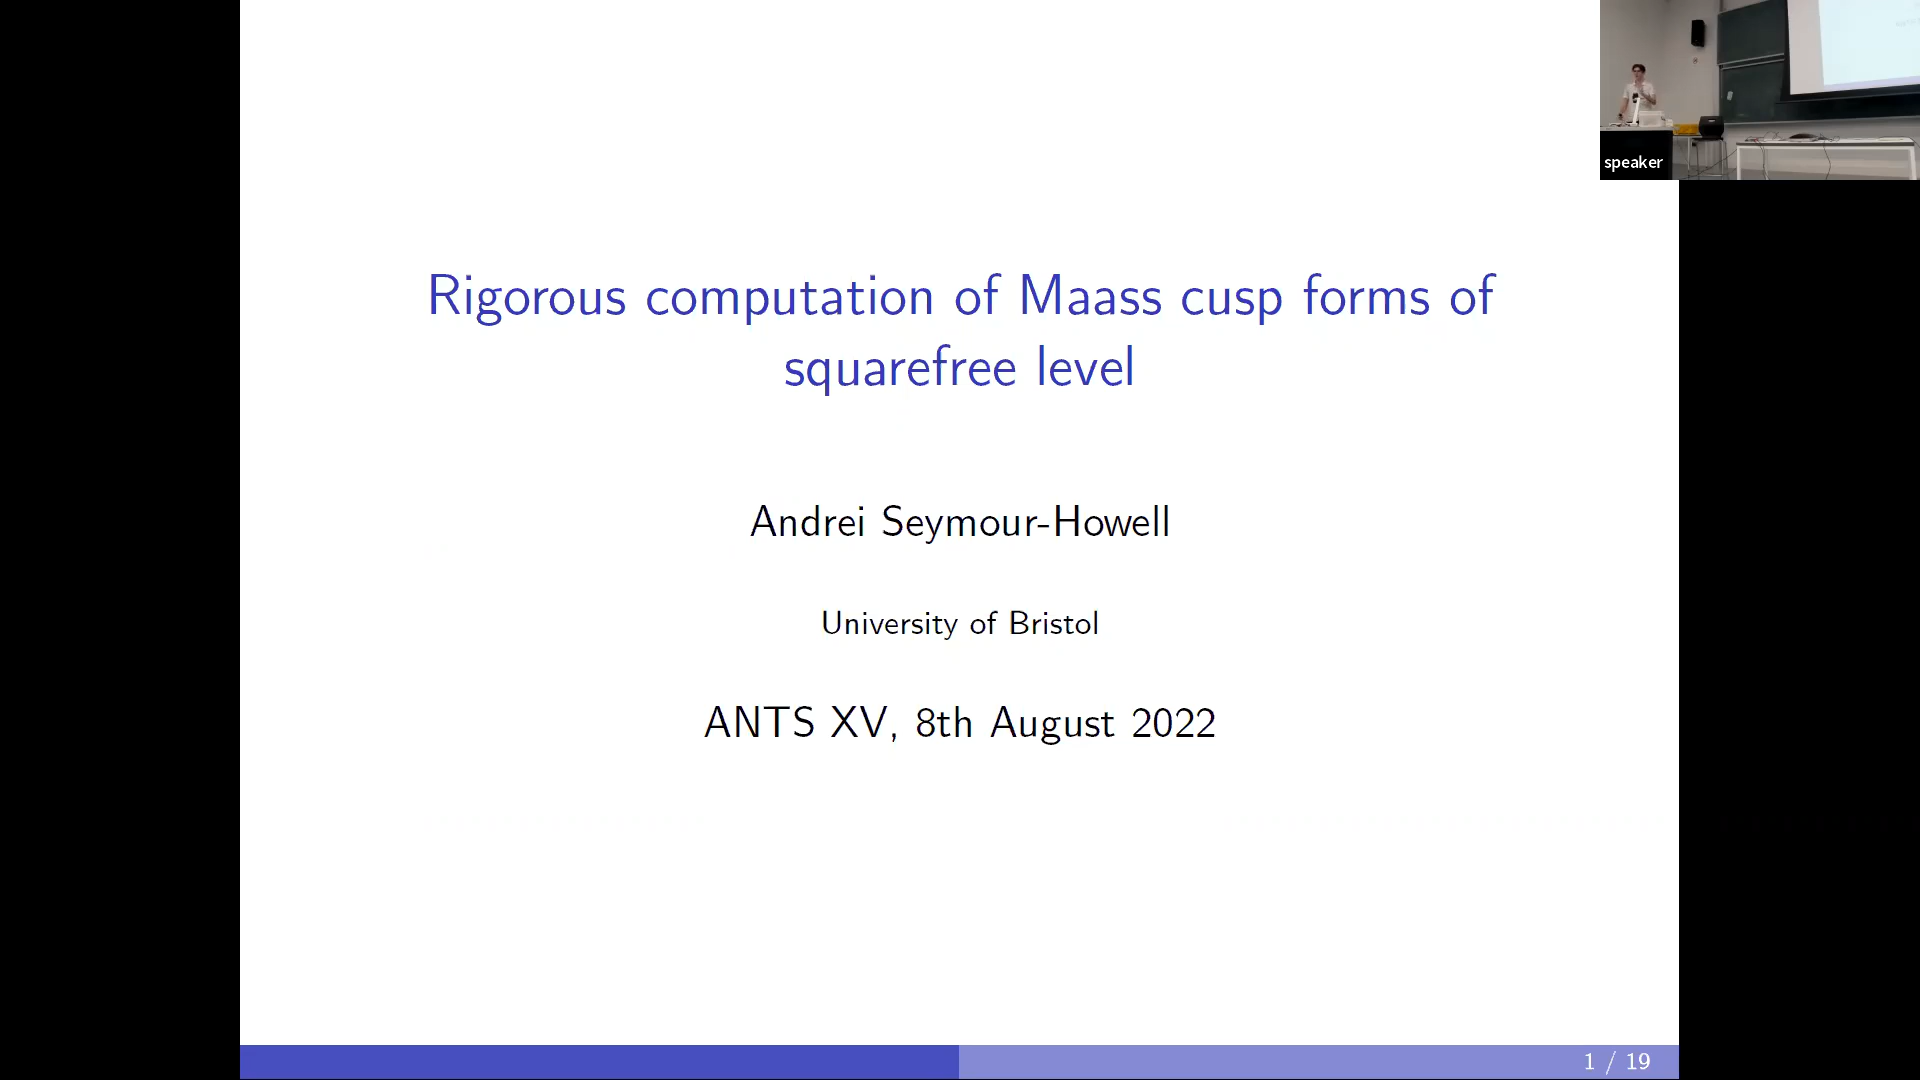 Rigorous computation of Maass cusp forms of
squarefree level
Andrei Seymour-Howell
University of Bristol
ANTS XV, 8th August 2022
1 / 19
speaker